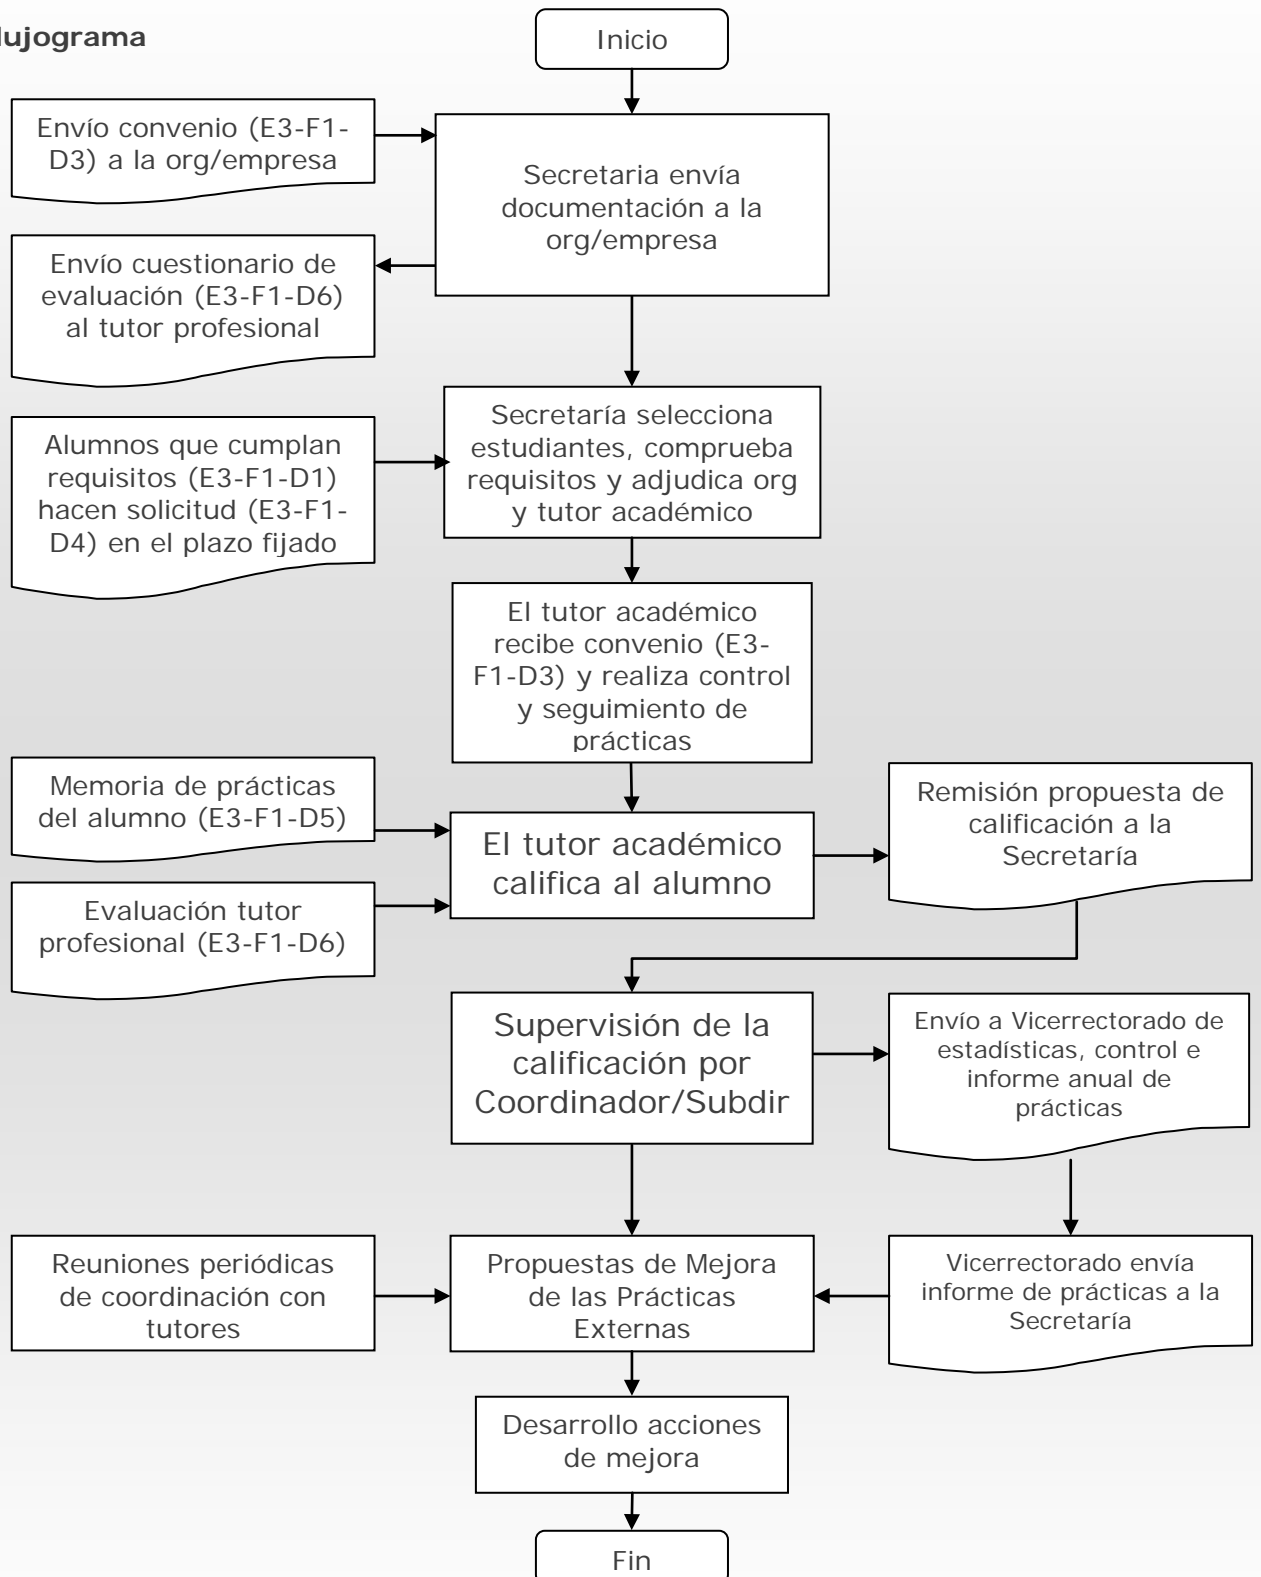 lujograma
Inicio
Envío convenio (E3-F1-
D3) a la org/empresa
Secretaria envía
documentación a la
org/empresa
Envío cuestionario de
evaluación (E3-F1-D6)
al tutor profesional
Alumnos que cumplan
requisitos (E3-F1-D1)
hacen solicitud (E3-F1-
D4) en el plazo fijado
Secretaría selecciona
estudiantes, comprueba
requisitos y adjudica org
y tutor académico
El tutor académico
recibe convenio (E3-
F1-D3) y realiza control
y seguimiento de
prácticas
Memoria de prácticas
del alumno (E3-F1-D5)
El tutor académico
califica al alumno
Remisión propuesta de
calificación a la
Secretaría
Evaluación tutor
profesional (E3-F1-D6)
Supervisión de la
calificación por
Coordinador/Subdir
Envío a Vicerrectorado de
estadísticas, control e
informe anual de
prácticas
Reuniones periódicas
de coordinación con
tutores
Propuestas de Mejora
de las Prácticas
Externas
Vicerrectorado envía
informe de prácticas a la
Secretaría
Desarrollo acciones
de mejora
Fin